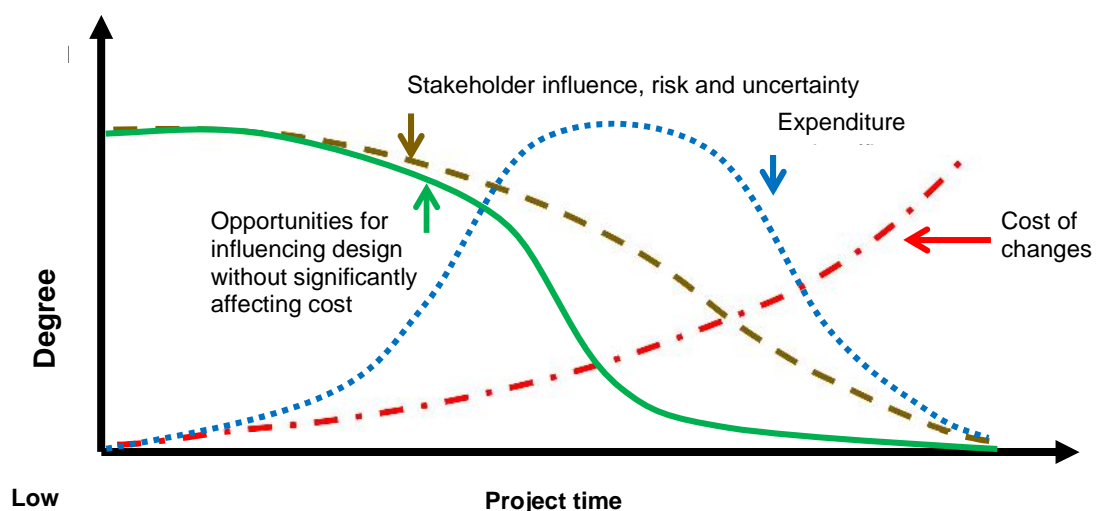 Stakeholder influence, risk and uncertainty
Expenditure
Opportunities for
influencing design
without significantly
affecting cost
Cost of
changes
Degree
Low
Project time